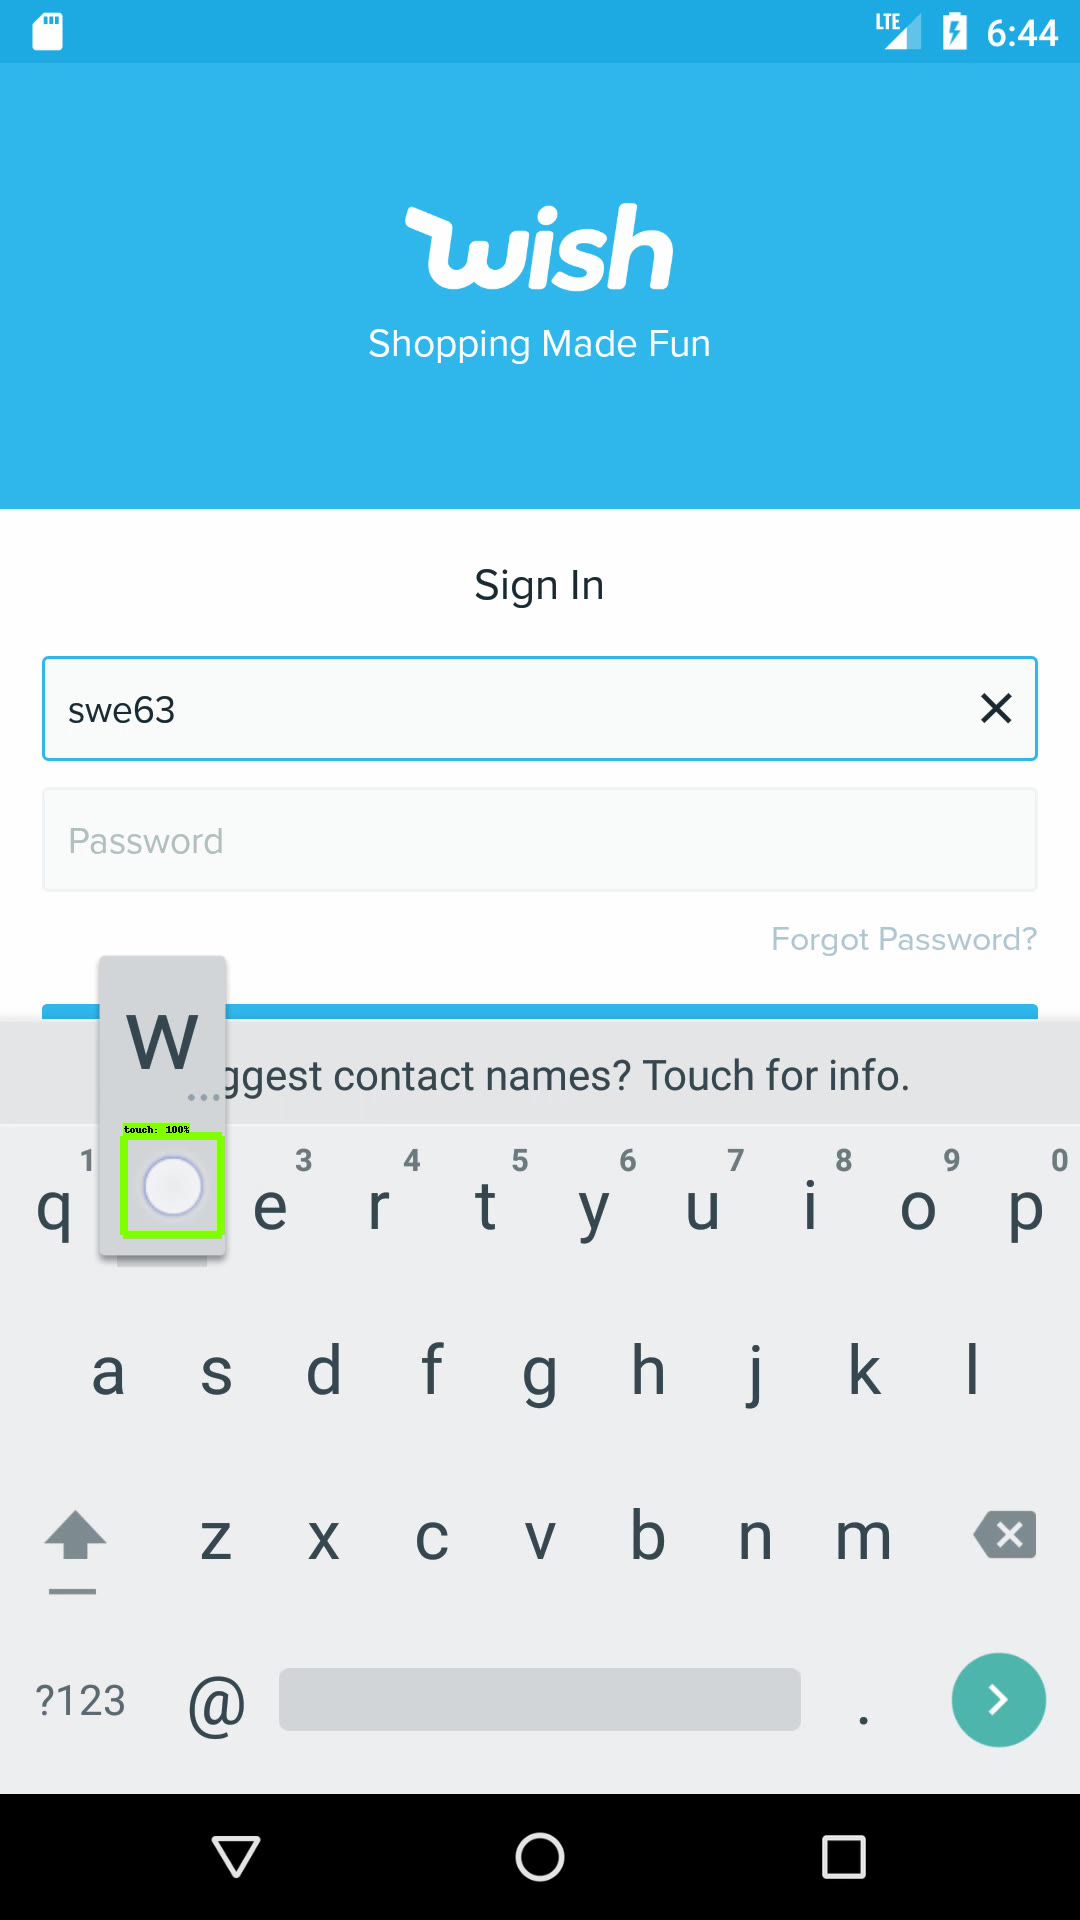 LTE 6:44
wish
Shopping Made Fun
Sign In
swe63
Password
Forgot Password?
W
ggest contact names? Touch for info.
touch: 100%
1 3 4 5 6 7 8 9 0
q e r t y u i o p
a s d f g h j k l
z x c v b n m
?123 @ .